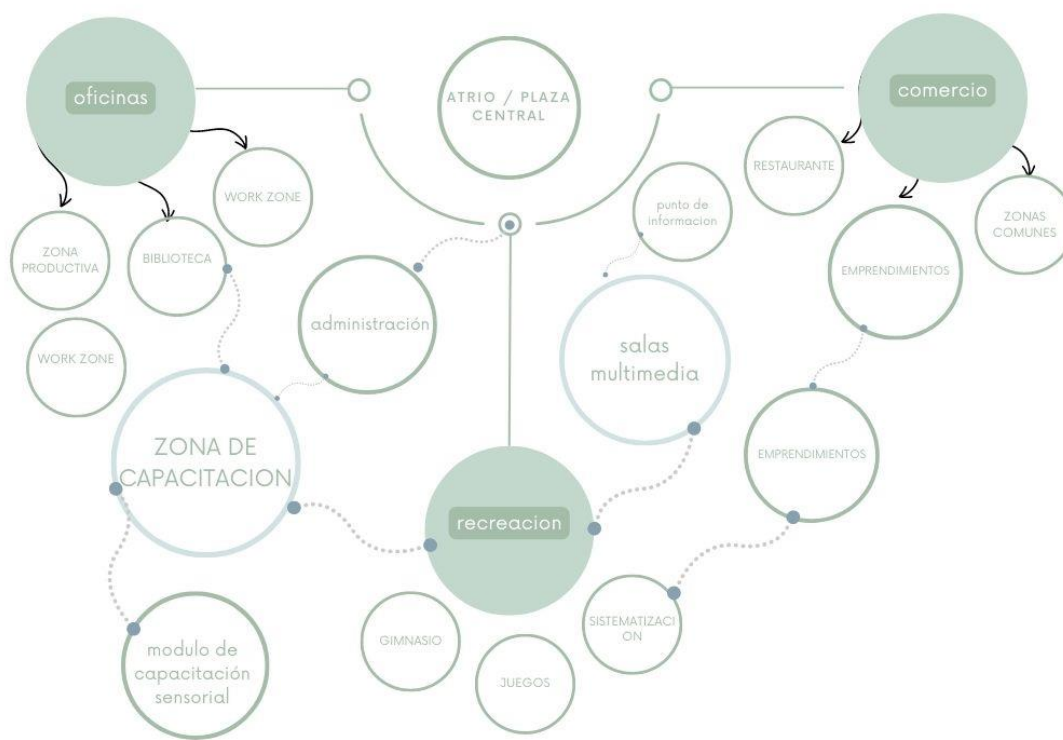 oficinas
ATRIO / PLAZA
CENTRAL
comercio
WORK ZONE
RESTAURANTE
punto de
informacion
ZONAS
COMUNES
ZONA
PRODUCTIVA
BIBLIOTECA
EMPRENDIMIENTOS
administración
salas
multimedia
WORK ZONE
ZONA DE
CAPACITACION
EMPRENDIMIENTOS
recreacion
SISTEMATIZACI
ON
GIMNASIO
JUEGOS
modulo de
capacitación
sensorial